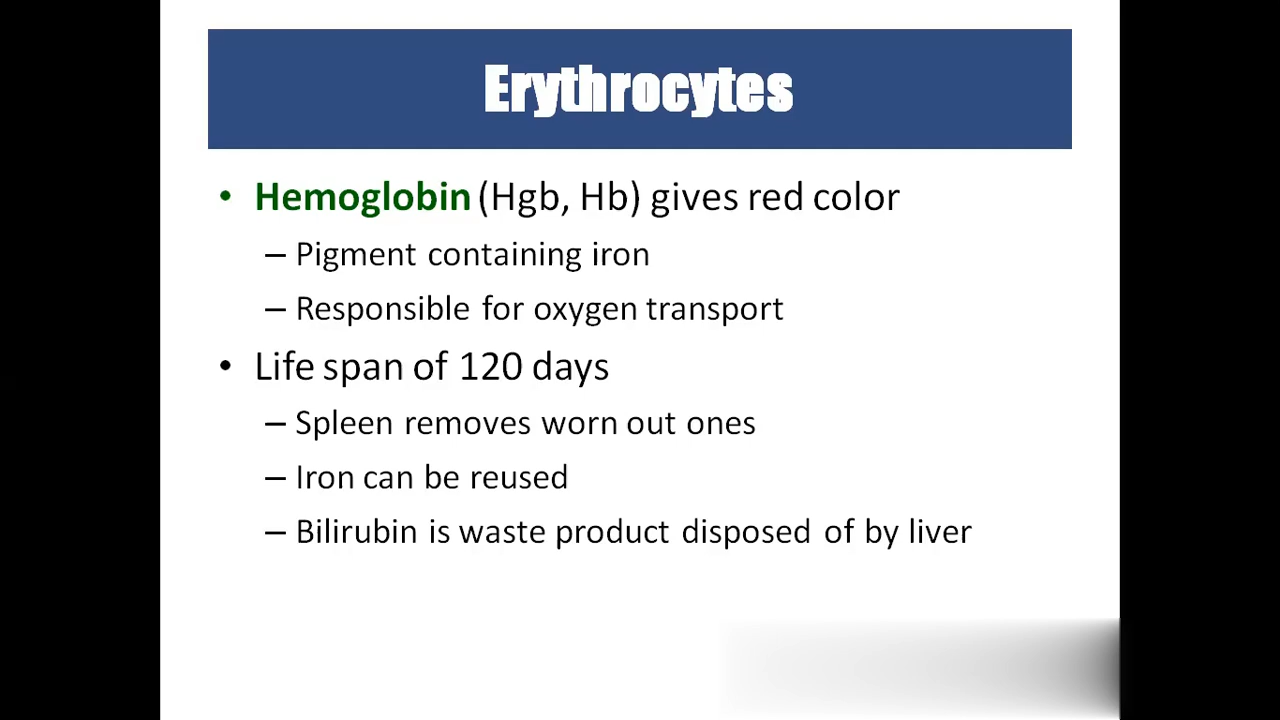 Erythrocytes
• Hemoglobin (Hgb, Hb) gives red color
– Pigment containing iron
– Responsible for oxygen transport
• Life span of 120 days
– Spleen removes worn out ones
– Iron can be reused
– Bilirubin is waste product disposed of by liver